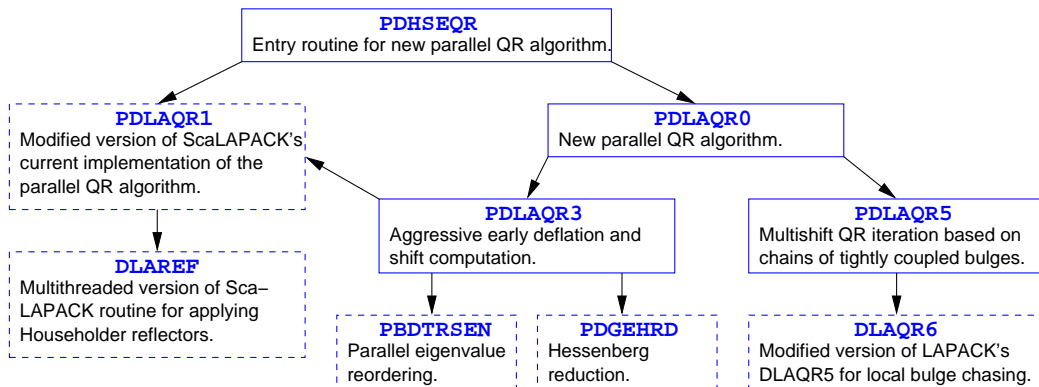 PDHSEQR
Entry routine for new parallel QR algorithm.
PDLAQR1
Modified version of ScaLAPACK's
current implementation of the
parallel QR algorithm.
PDLAQR0
New parallel QR algorithm.
PDLAQR3
Aggressive early deflation and
shift computation.
PDLAQR5
Multishift QR iteration based on
chains of tightly coupled bulges.
DLAREF
Multithreaded version of Sca–
LAPACK routine for applying
Householder reflectors.
PBDTRSEN
Parallel eigenvalue
reordering.
PDGEHRD
Hessenberg
reduction.
DLAQR6
Modified version of LAPACK's
DLAQR5 for local bulge chasing.